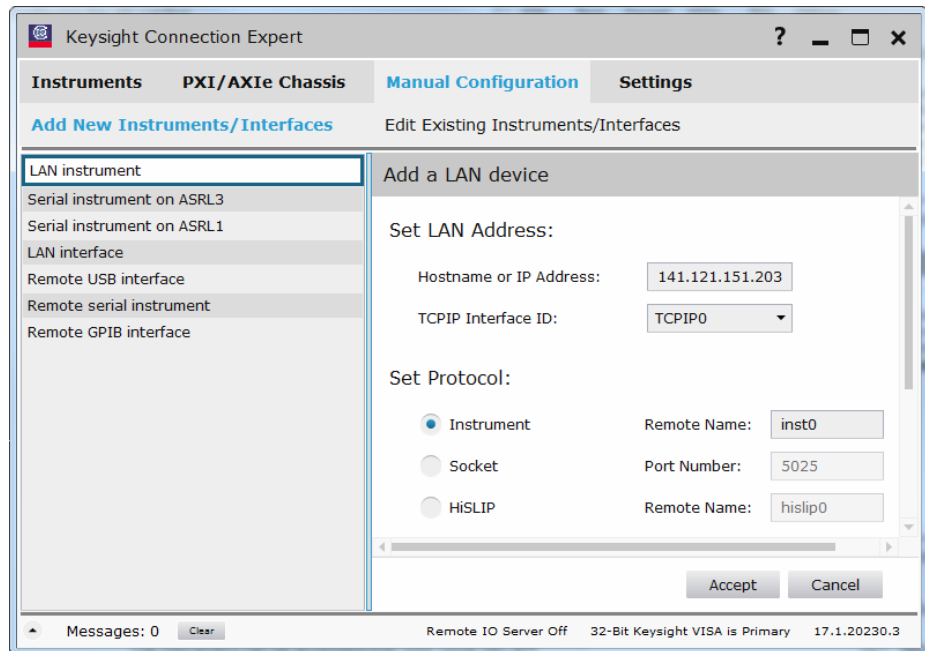 Keysight Connection Expert
Instruments PXI/AXIe Chassis Manual Configuration Settings
Add New Instruments/Interfaces Edit Existing Instruments/Interfaces
LAN instrument
Serial instrument on ASRL3
Serial instrument on ASRL1
LAN interface
Remote USB interface
Remote serial instrument
Remote GPIB interface
Add a LAN device
Set LAN Address:
Hostname or IP Address: 141.121.151.203
TCPIP Interface ID: TCPIP0
Set Protocol:
Instrument Remote Name: inst0
Socket Port Number: 5025
HiSLIP Remote Name: hislip0
Accept Cancel
Messages: 0 Clear Remote IO Server Off 32-Bit Keysight VISA is Primary 17.1.20230.3